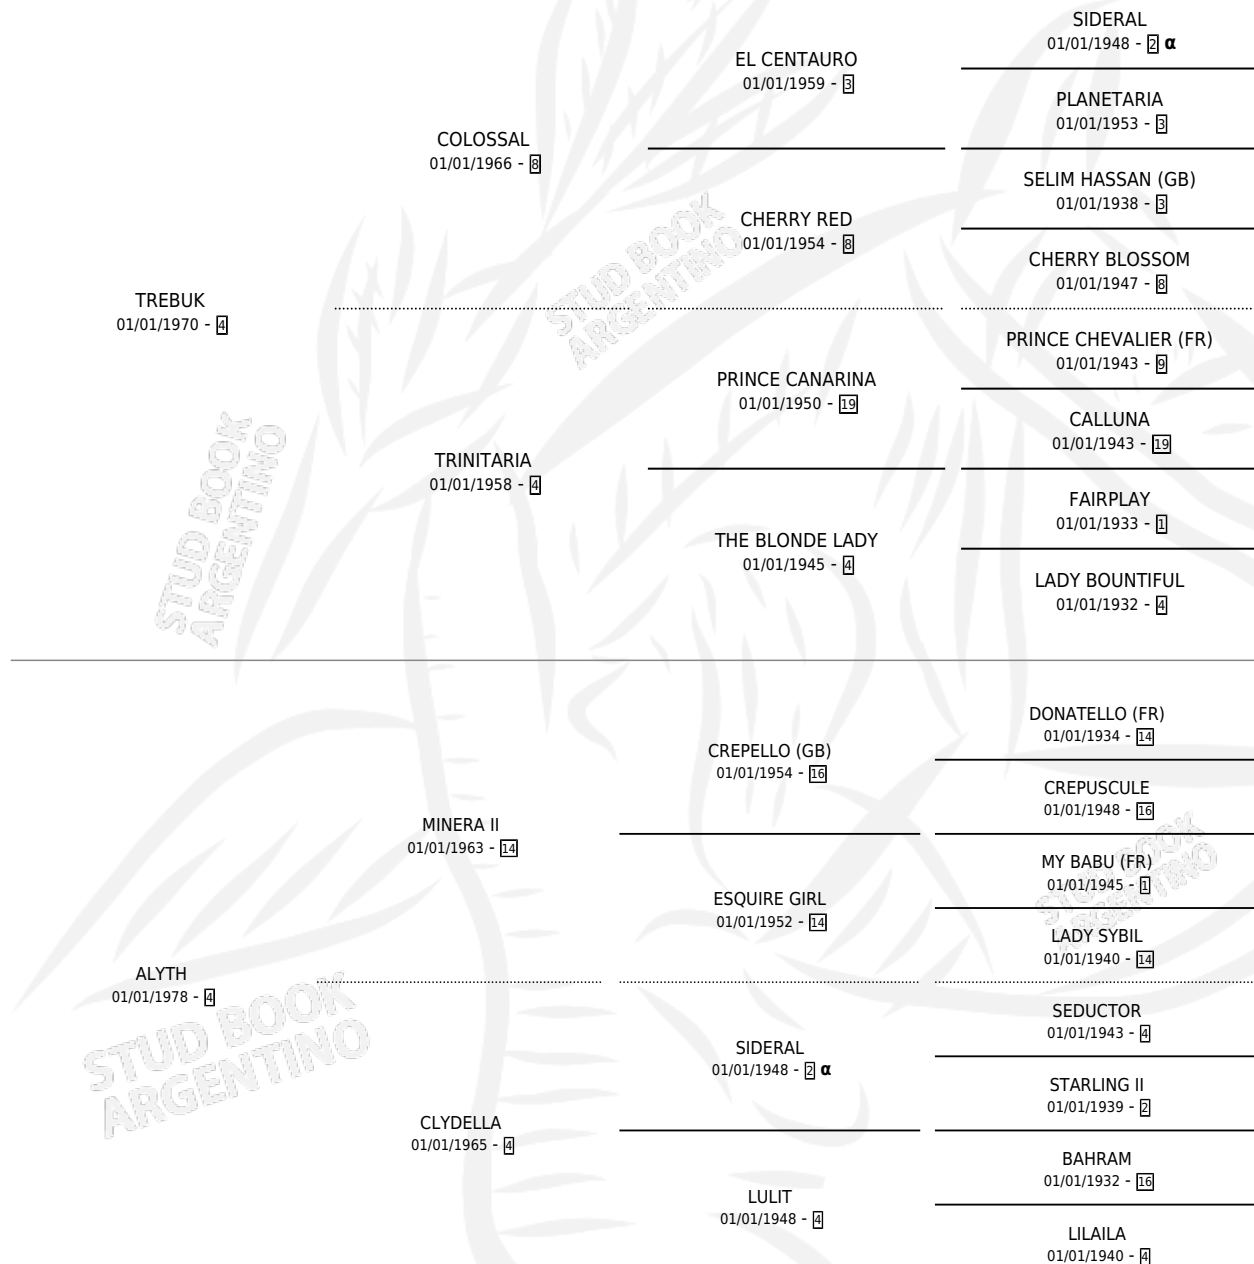 SIDERAL
01/01/1948 - 2 α
EL CENTAURO
01/01/1959 - 3
PLANETARIA
01/01/1953 - 3
COLOSSAL
01/01/1966 - 8
SELIM HASSAN (GB)
01/01/1938 - 3
CHERRY RED
01/01/1954 - 8
CHERRY BLOSSOM
01/01/1947 - 8
TREBUK
01/01/1970 - 4
PRINCE CHEVALIER (FR)
01/01/1943 - 9
PRINCE CANARINA
01/01/1950 - 19
CALLUNA
01/01/1943 - 19
TRINITARIA
01/01/1958 - 4
FAIRPLAY
01/01/1933 - 1
THE BLONDE LADY
01/01/1945 - 4
LADY BOUNTIFUL
01/01/1932 - 4
DONATELLO (FR)
01/01/1934 - 14
CREPELLO (GB)
01/01/1954 - 16
CREPUSCULE
01/01/1948 - 16
MINERA II
01/01/1963 - 14
MY BABU (FR)
01/01/1945 - 1
ESQUIRE GIRL
01/01/1952 - 14
LADY SYBIL
01/01/1940 - 14
ALYTH
01/01/1978 - 4
SEDUCTOR
01/01/1943 - 4
SIDERAL
01/01/1948 - 2 α
STARLING II
01/01/1939 - 2
CLYDELLA
01/01/1965 - 4
BAHRAM
01/01/1932 - 16
LULIT
01/01/1948 - 4
LILAILA
01/01/1940 - 4
STUD BOOK
ARGENTINO
STUD BOOK
ARGENTINO
STUD BOOK
ARGENTINO
STUD BOOK
ARGENTINO